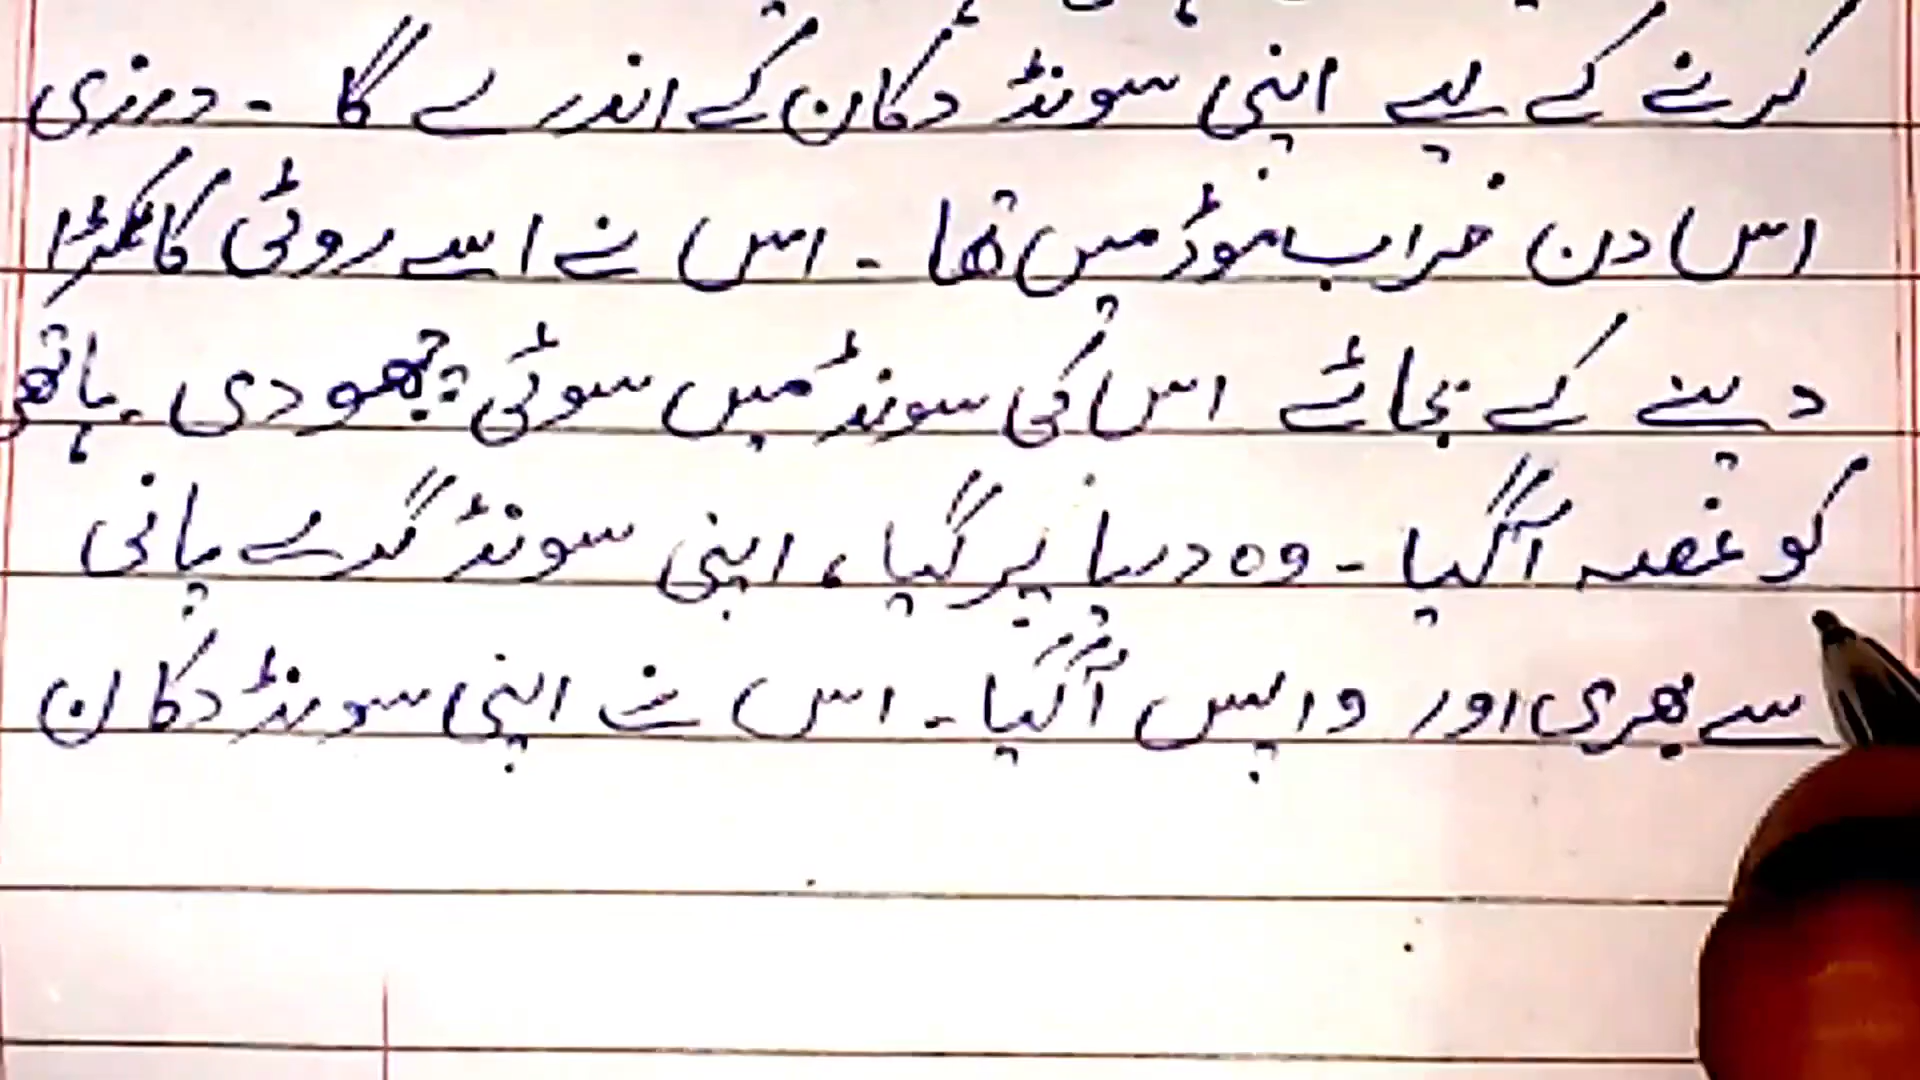 کرنے کے لیے اپنی سونڈ دکان کے اندر لے گا ۔ درزی
اس دن خراب موڈ میں تھا ۔ اس نے اسے روٹی کا ٹکڑا
دینے کے بجائے اس کی سونڈ میں سوئی چبھو دی ۔ ہاتھی
کو غصہ آگیا ۔ وہ دریا پر گیا ، اپنی سونڈ گدلے پانی
سے بھری اور واپس آگیا ۔ اس نے اپنی سونڈ دکان